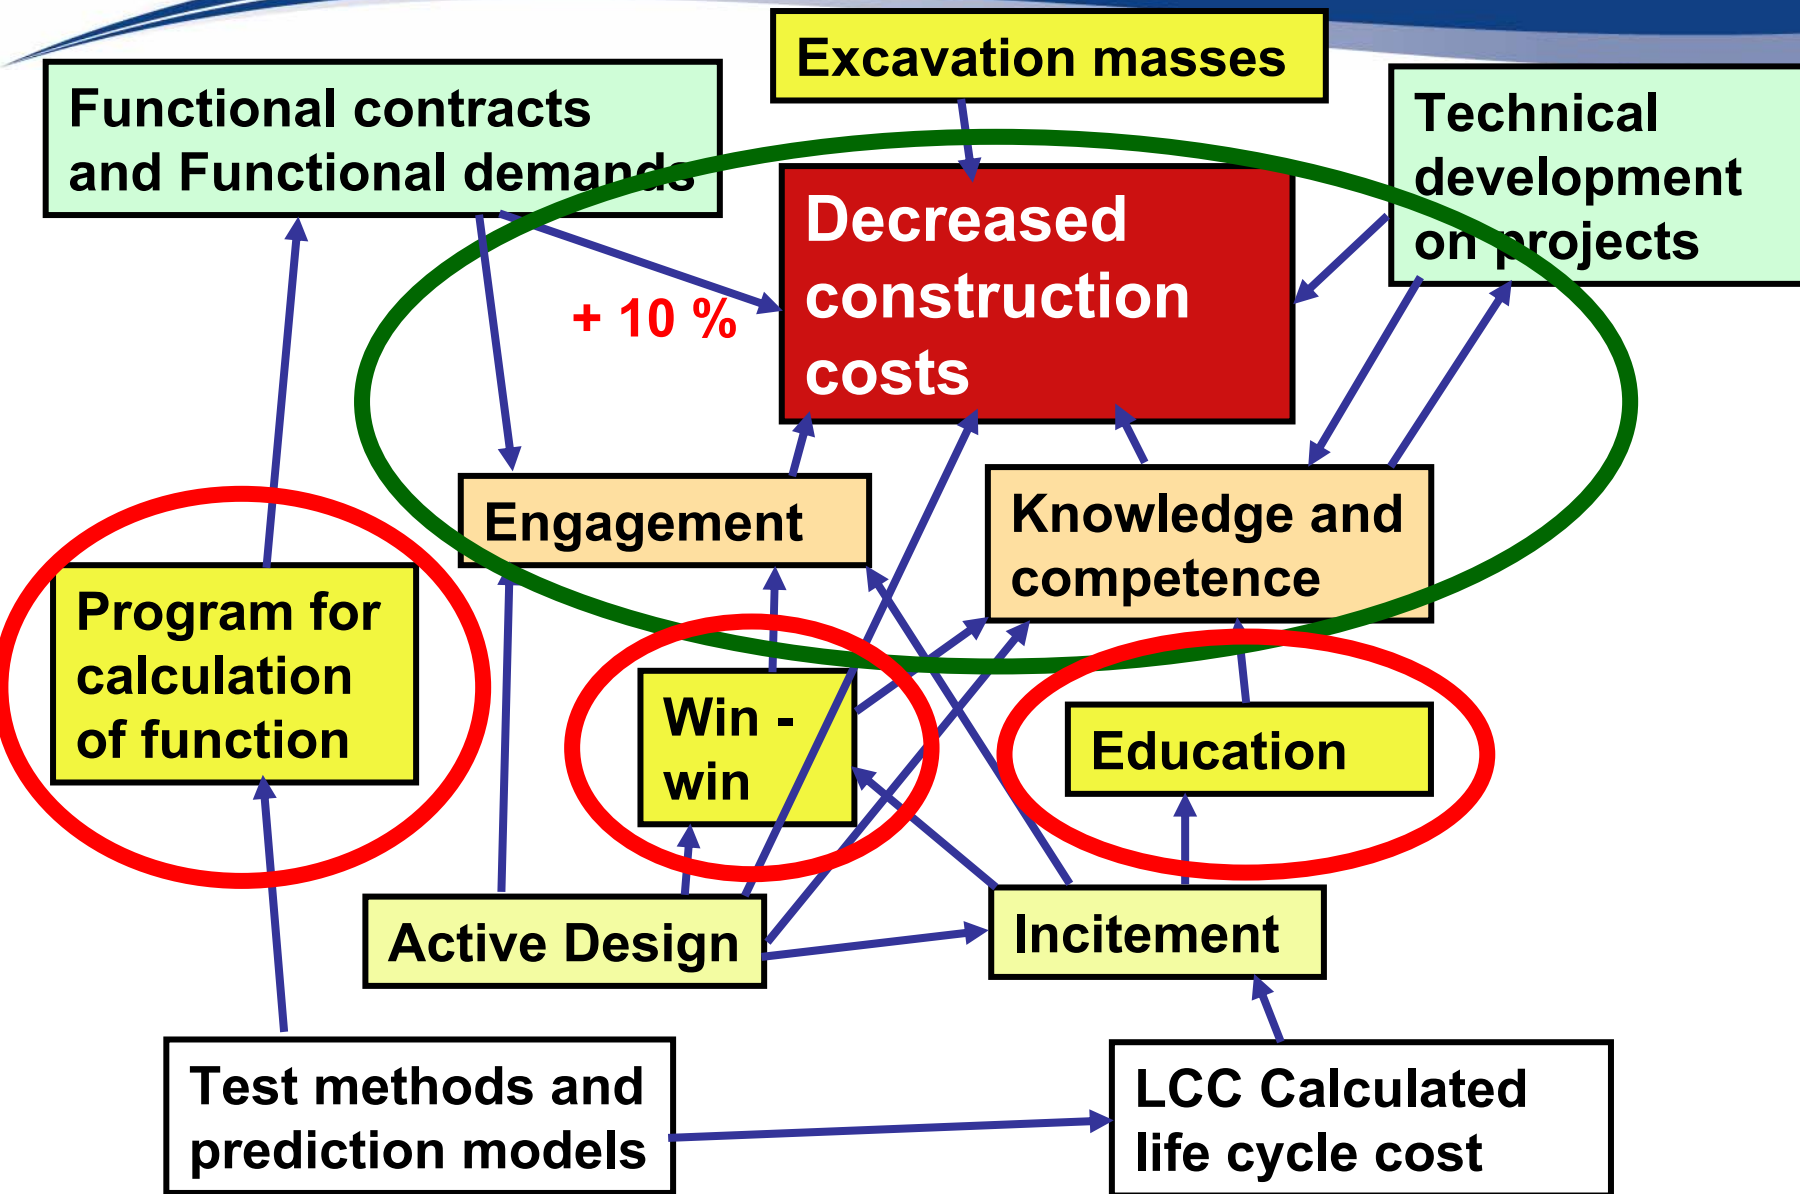 Excavation masses
Functional contracts
and Functional demands
Technical
development
on projects
Decreased
construction
costs
+ 10 %
Engagement
Knowledge and
competence
Program for
calculation
of function
Win -
win
Education
Active Design
Incitement
Test methods and
prediction models
LCC Calculated
life cycle cost